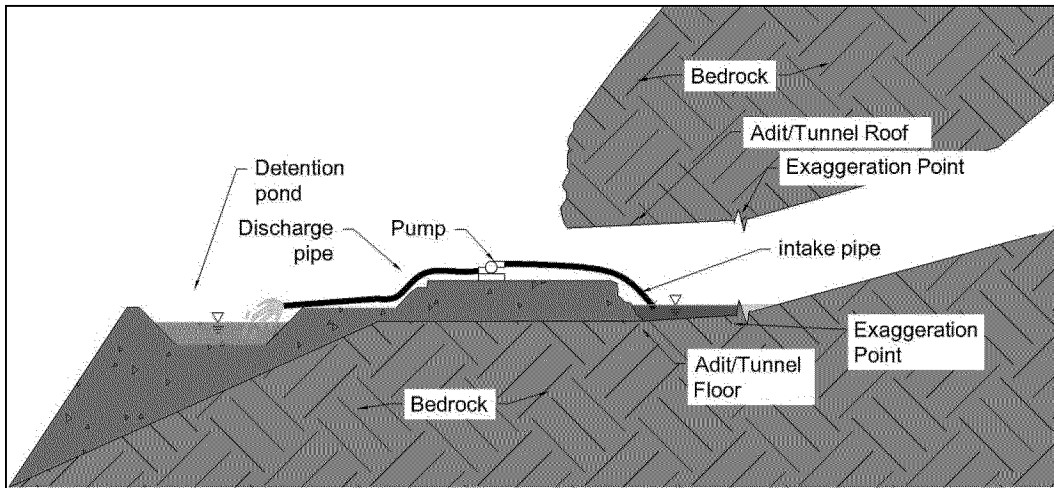 Bedrock
Adit/Tunnel Roof
Exaggeration Point
Detention
pond
Discharge
pipe
Pump
intake pipe
Exaggeration
Point
Adit/Tunnel
Floor
Bedrock